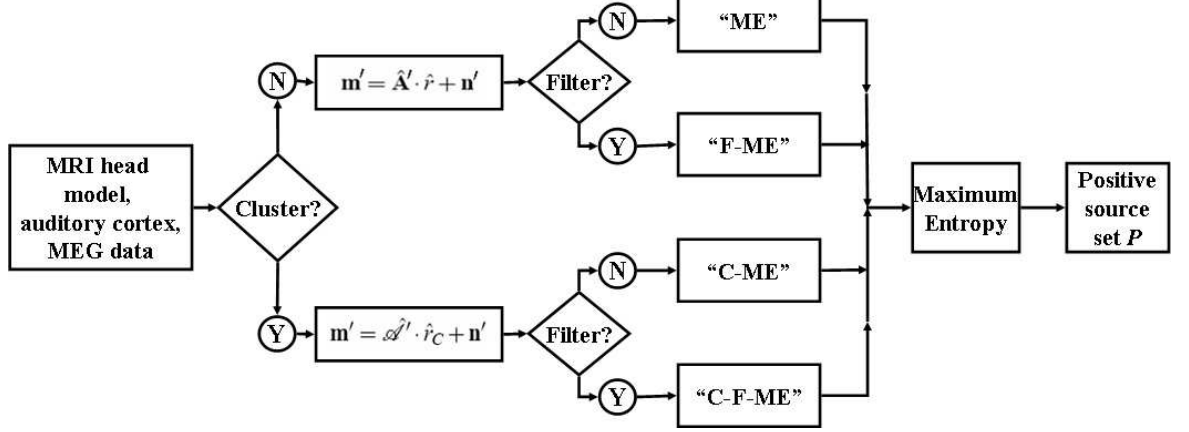 MRI head
model,
auditory cortex,
MEG data
Cluster?
N
m′ = Â′ · r̂ + n′
Filter?
N
“ME”
Y
“F-ME”
Y
m′ = 𝒜̂′ · r̂_C + n′
Filter?
N
“C-ME”
Y
“C-F-ME”
Maximum
Entropy
Positive
source
set P